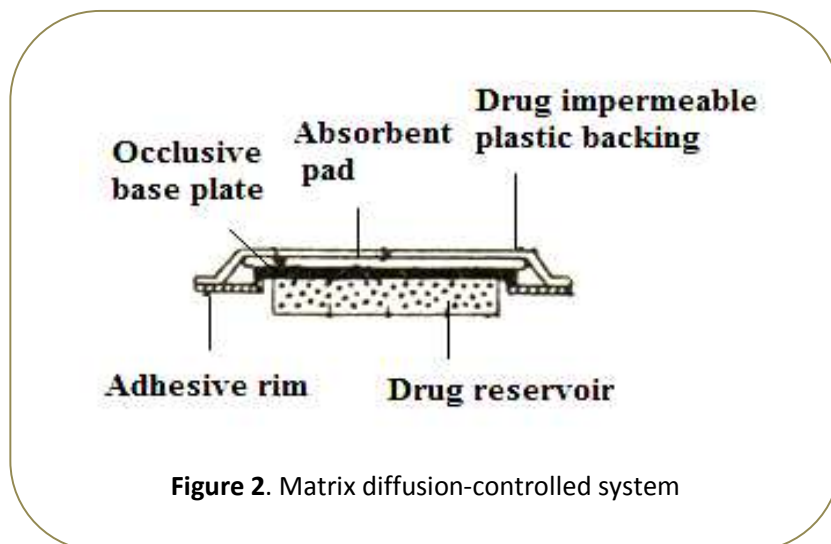 Drug impermeable
plastic backing
Absorbent
pad
Occlusive
base plate
Adhesive rim
Drug reservoir
Figure 2. Matrix diffusion-controlled system